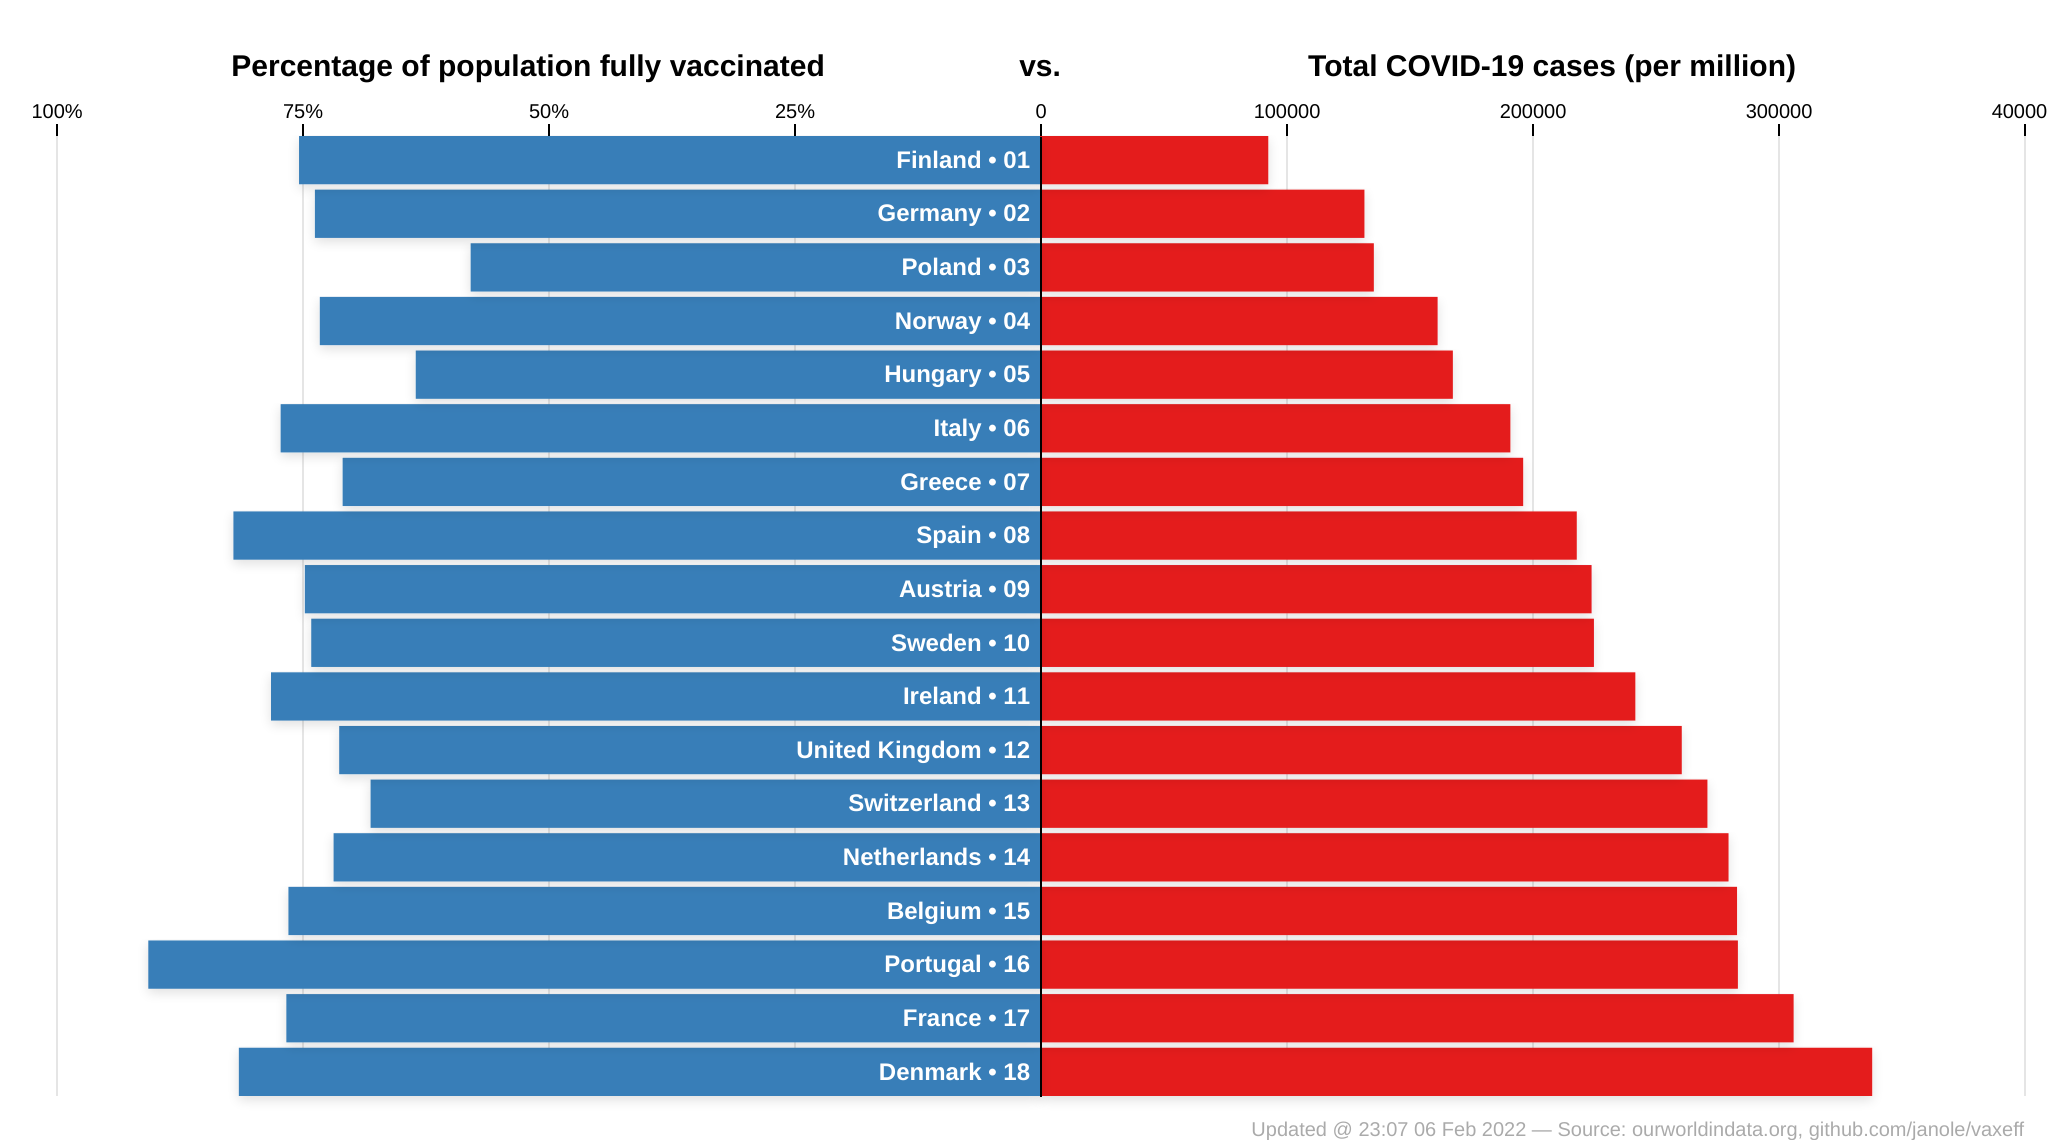 Percentage of population fully vaccinated vs. Total COVID-19 cases (per million)
100% 75% 50% 25% 0 100000 200000 300000 40000
Finland • 01
Germany • 02
Poland • 03
Norway • 04
Hungary • 05
Italy • 06
Greece • 07
Spain • 08
Austria • 09
Sweden • 10
Ireland • 11
United Kingdom • 12
Switzerland • 13
Netherlands • 14
Belgium • 15
Portugal • 16
France • 17
Denmark • 18
Updated @ 23:07 06 Feb 2022 — Source: ourworldindata.org, github.com/janole/vaxeff